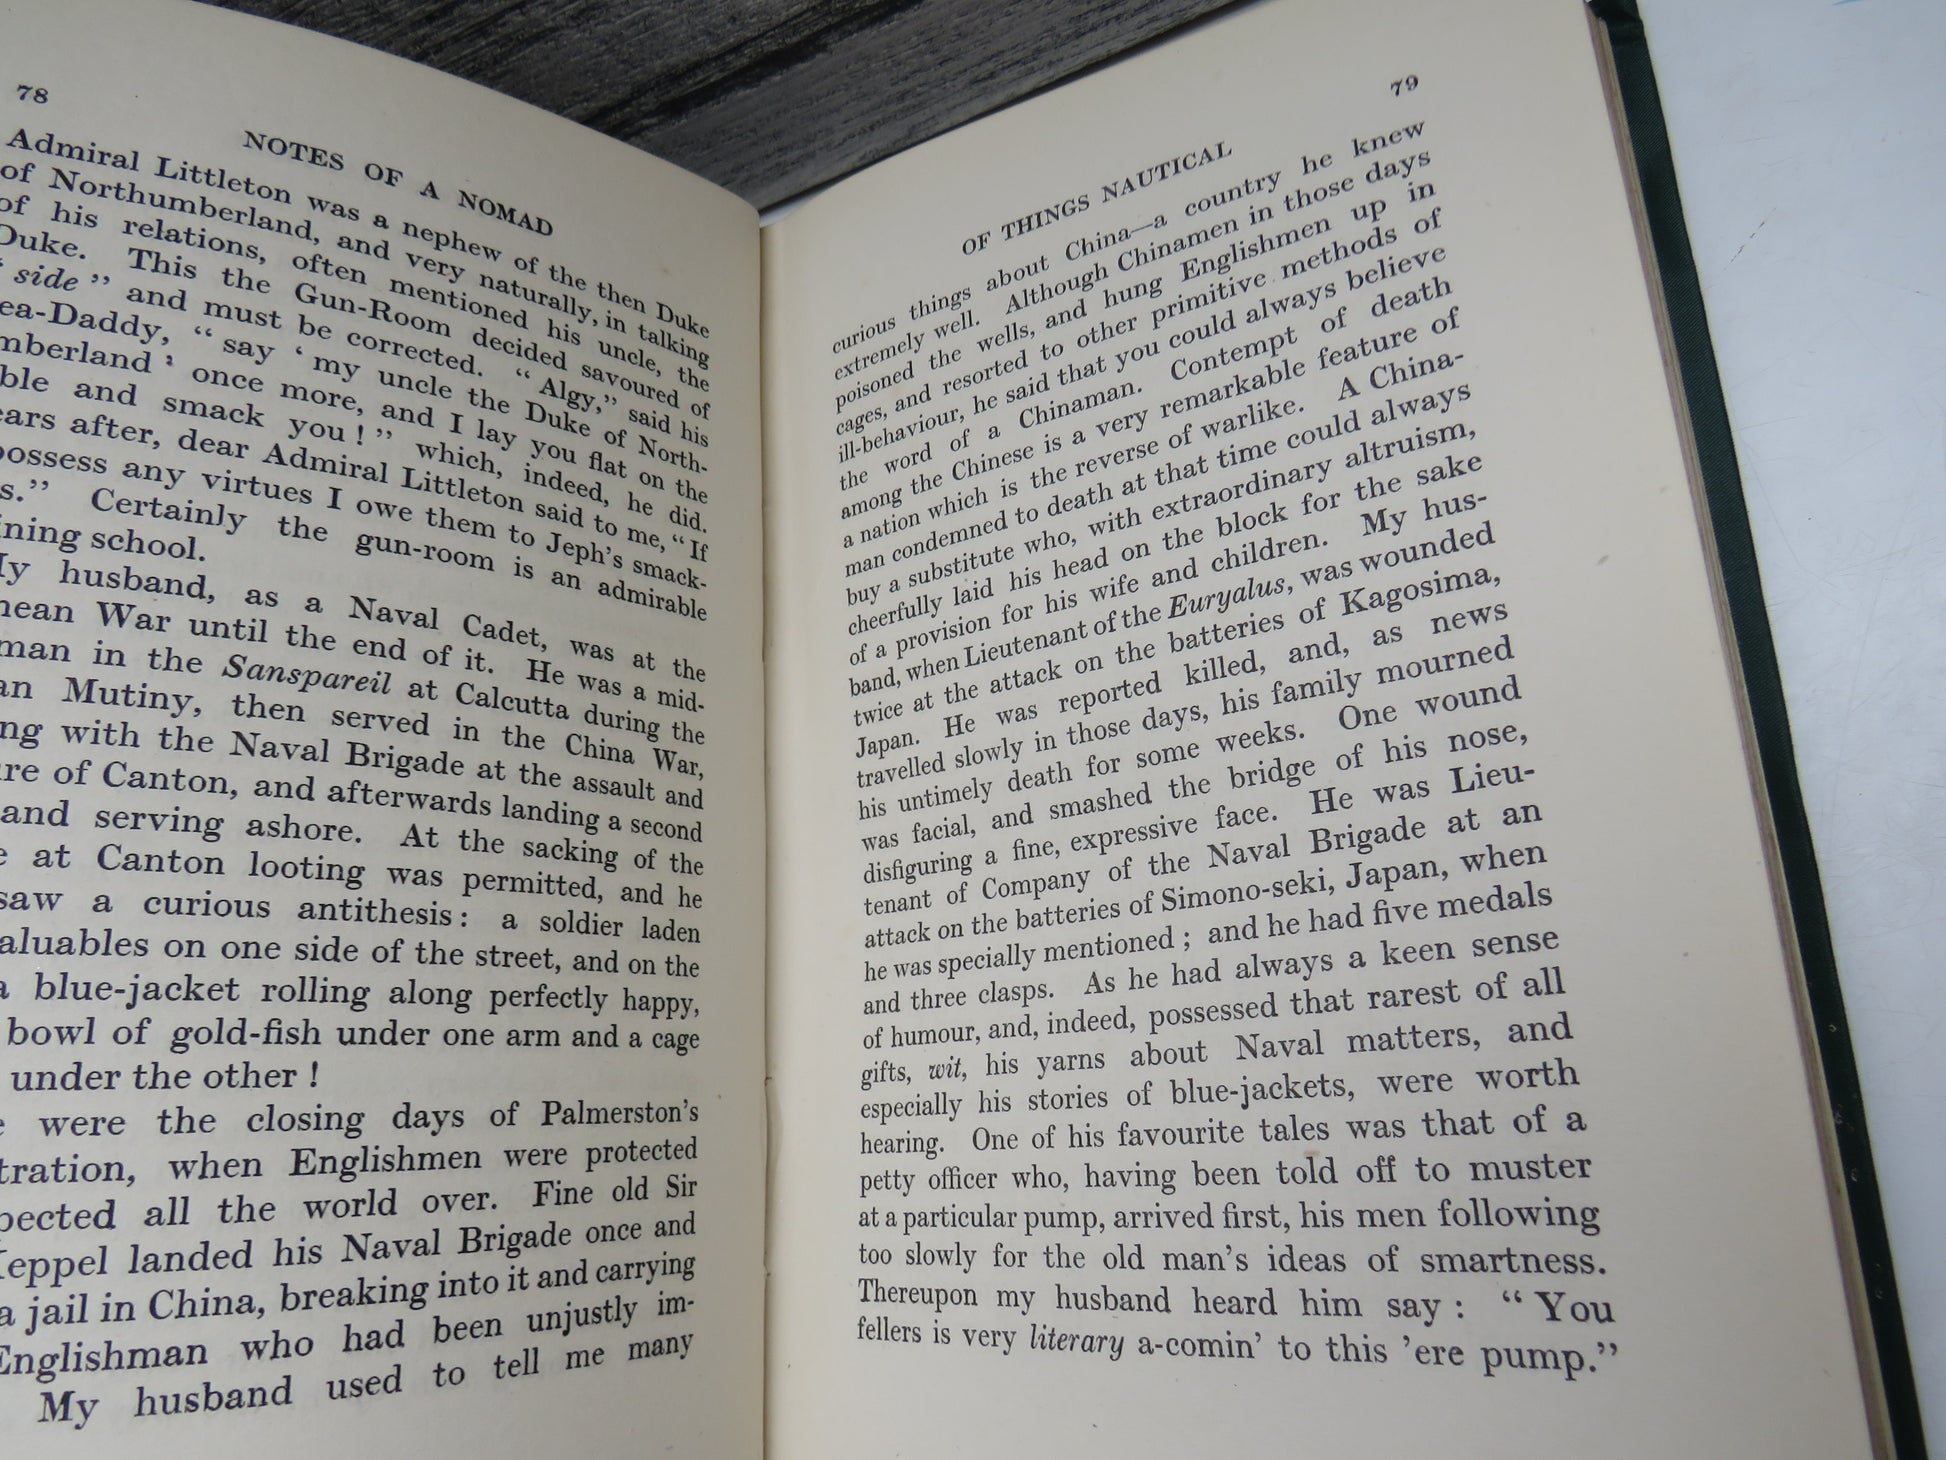 78
NOTES OF A NOMAD
Admiral Littleton was a nephew of the then Duke
of Northumberland, and very naturally, in talking
of his relations, often mentioned his uncle, the
Duke. This the Gun-Room decided savoured of
side" and must be corrected. "Algy," said his
ea-Daddy, "say 'my uncle the Duke of North-
mberland' once more, and I lay you flat on the
ble and smack you!" which, indeed, he did.
ears after, dear Admiral Littleton said to me, "If
possess any virtues I owe them to Jeph's smack-
s." Certainly the gun-room is an admirable
ining school.
My husband, as a Naval Cadet, was at the
mean War until the end of it. He was a mid-
man in the Sanspareil at Calcutta during the
an Mutiny, then served in the China War,
ng with the Naval Brigade at the assault and
re of Canton, and afterwards landing a second
and serving ashore. At the sacking of the
e at Canton looting was permitted, and he
saw a curious antithesis: a soldier laden
aluables on one side of the street, and on the
a blue-jacket rolling along perfectly happy,
bowl of gold-fish under one arm and a cage
under the other!
e were the closing days of Palmerston's
tration, when Englishmen were protected
pected all the world over. Fine old Sir
Keppel landed his Naval Brigade once and
a jail in China, breaking into it and carrying
Englishman who had been unjustly im-
My husband used to tell me many
79
OF THINGS NAUTICAL
curious things about China—a country he knew
extremely well. Although Chinamen in those days
poisoned the wells, and hung Englishmen up in
cages, and resorted to other primitive methods of
ill-behaviour, he said that you could always believe
the word of a Chinaman. Contempt of death
among the Chinese is a very remarkable feature of
a nation which is the reverse of warlike. A China-
man condemned to death at that time could always
buy a substitute who, with extraordinary altruism,
cheerfully laid his head on the block for the sake
of a provision for his wife and children. My hus-
band, when Lieutenant of the Euryalus, was wounded
twice at the attack on the batteries of Kagosima,
Japan. He was reported killed, and, as news
travelled slowly in those days, his family mourned
his untimely death for some weeks. One wound
was facial, and smashed the bridge of his nose,
disfiguring a fine, expressive face. He was Lieu-
tenant of Company of the Naval Brigade at an
attack on the batteries of Simono-seki, Japan, when
he was specially mentioned; and he had five medals
and three clasps. As he had always a keen sense
of humour, and, indeed, possessed that rarest of all
gifts, wit, his yarns about Naval matters, and
especially his stories of blue-jackets, were worth
hearing. One of his favourite tales was that of a
petty officer who, having been told off to muster
at a particular pump, arrived first, his men following
too slowly for the old man's ideas of smartness.
Thereupon my husband heard him say: "You
fellers is very literary a-comin' to this 'ere pump."